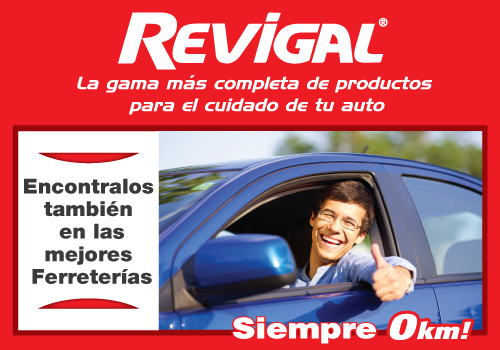 REVIGAL®
La gama más completa de productos
para el cuidado de tu auto
Encontralos
también
en las
mejores
Ferreterías
Siempre 0km!